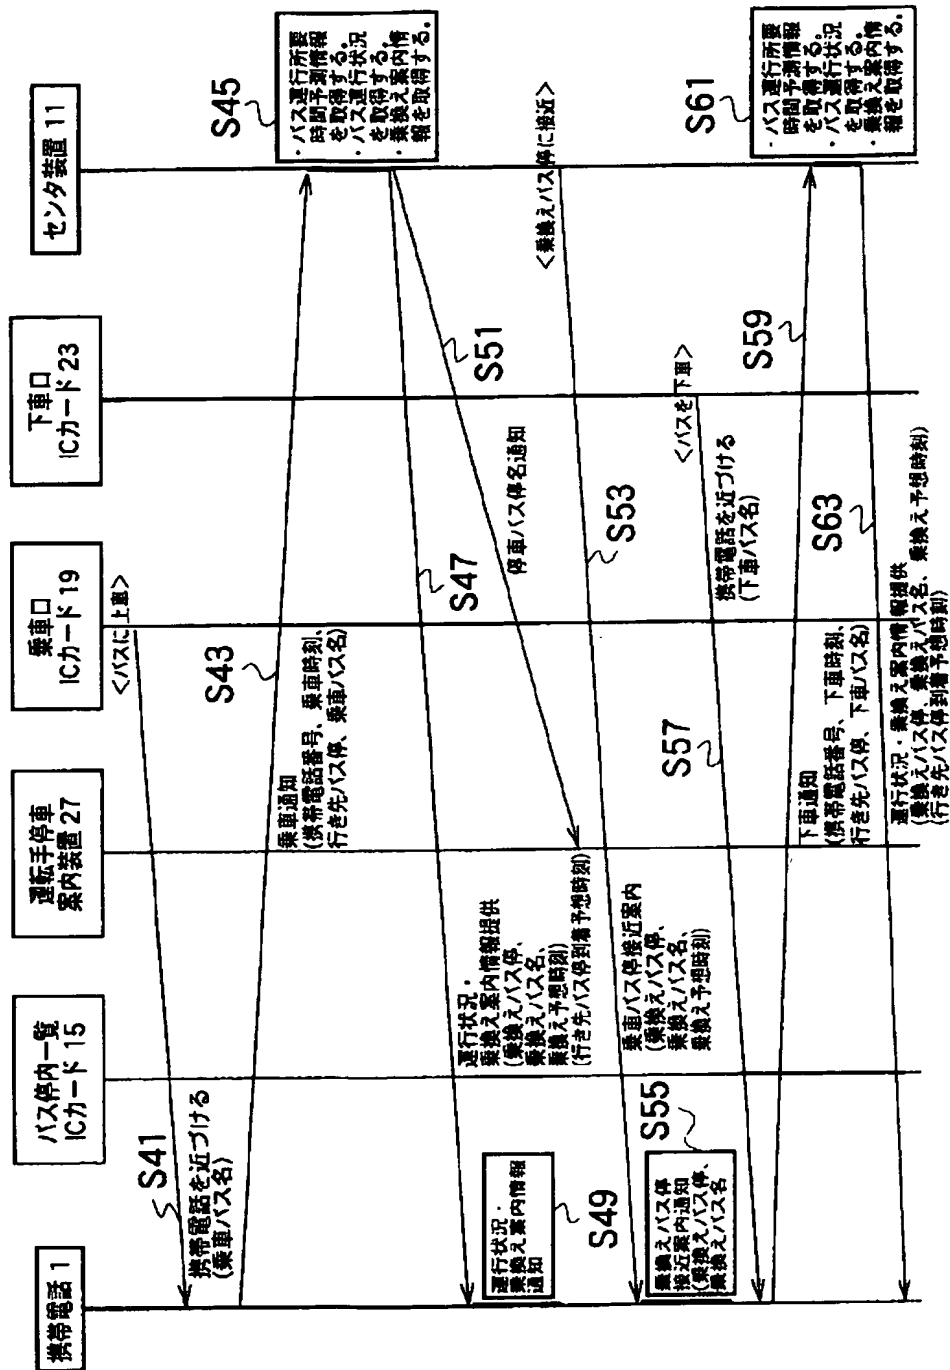 携帯電話 1
バス停内一覧
ICカード 15
運転手停車
案内装置 27
乗車口
ICカード 19
下車口
ICカード 23
センタ装置 11
<バスに上車>
S41
携帯電話を近づける
(乗車バス名)
S43
乗車通知
(携帯電話番号、乗車時刻、
行き先バス停、乗車バス名)
S45
・バス運行所要
時間予測情報
を取得する。
・バス運行状況
を取得する。
・乗換え案内情
報を取得する。
S47
運行状況・
乗換え案内情報提供
(乗換えバス停、
乗換えバス名、
乗換え予想時刻)
(行き先バス停到着予想時刻)
S49
運行状況・
乗換え案内情報
通知
S51
停車バス停名通知
<乗換えバス停に接近>
S53
乗車バス停接近案内
(乗換えバス停、
乗換えバス名、
乗換え予想時刻)
S55
乗換えバス停
接近案内通知
(乗換えバス停、
乗換えバス名
<バスを下車>
S57
携帯電話を近づける
(下車バス名)
S59
下車通知
(携帯電話番号、下車時刻、
行き先バス停、下車バス名)
S61
・バス運行所要
時間予測情報
を取得する。
・バス運行状況
を取得する。
・乗換え案内情
報を取得する。
S63
運行状況・乗換え案内情報提供
(乗換えバス停、乗換えバス名、乗換え予想時刻)
(行き先バス停到着予想時刻)